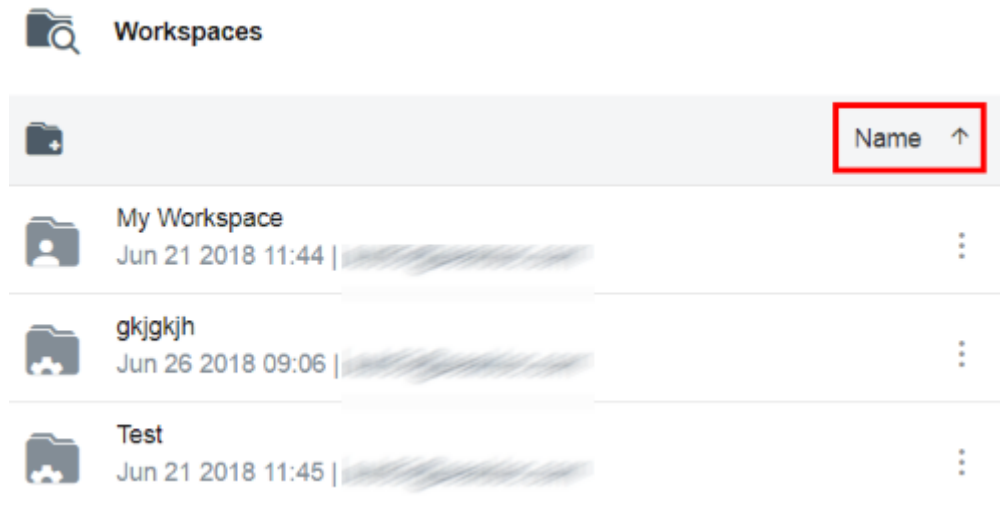 Workspaces
Name ↑
My Workspace
Jun 21 2018 11:44 |
gkjgkjh
Jun 26 2018 09:06 |
Test
Jun 21 2018 11:45 |